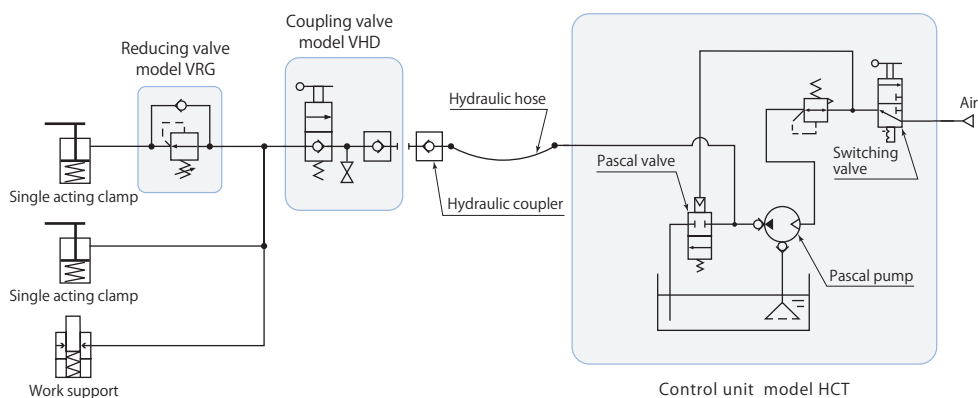 Coupling valve
model VHD
Reducing valve
model VRG
Hydraulic hose
Air
Switching
valve
Pascal valve
Single acting clamp
Hydraulic coupler
Pascal pump
Single acting clamp
Work support
Control unit model HCT